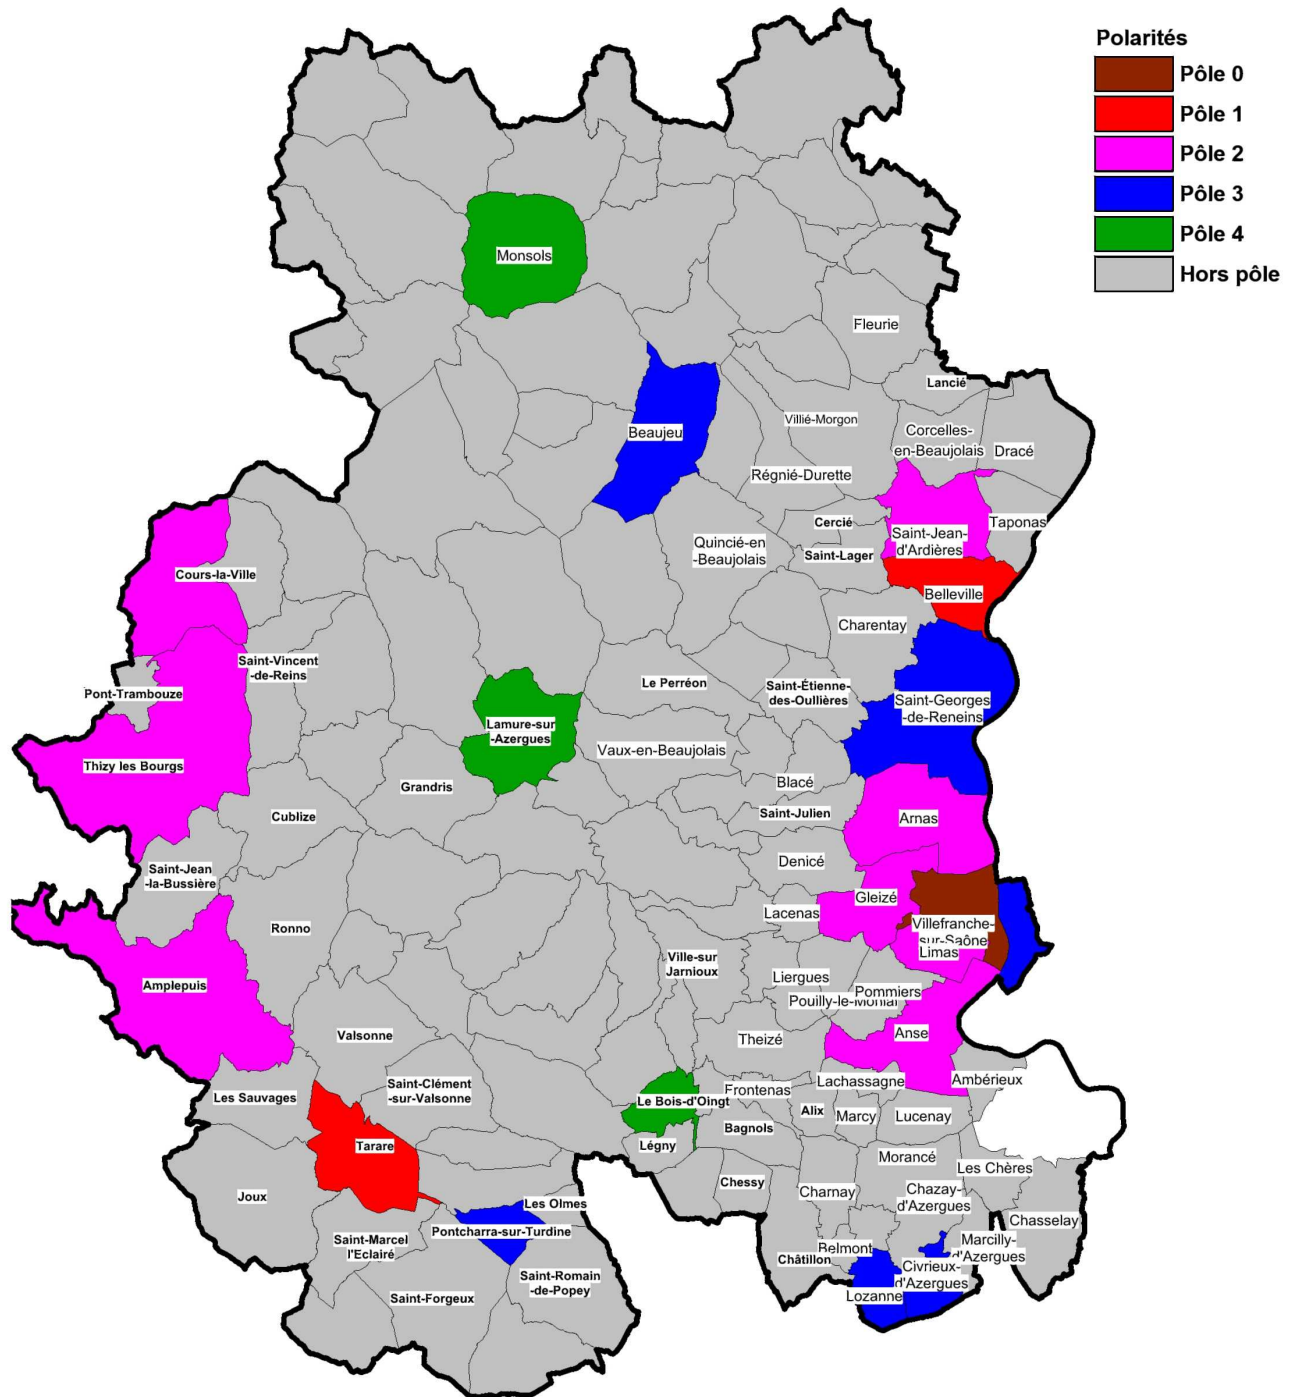 Polarités
Pôle 0
Pôle 1
Pôle 2
Pôle 3
Pôle 4
Hors pôle
Monsols
Fleurie
Lancié
Villié-Morgon
Beaujeu
Corcelles-
en-Beaujolais
Dracé
Régnié-Durette
Cercié
Taponas
Saint-Jean-
d'Ardières
Quincié-en
-Beaujolais
Saint-Lager
Cours-la-Ville
Belleville
Charentay
Saint-Vincent
-de-Reins
Le Perréon
Saint-Étienne-
des-Oullières
Pont-Trambouze
Saint-Georges
-de-Reneins
Lamure-sur
-Azergues
Vaux-en-Beaujolais
Thizy les Bourgs
Blacé
Grandris
Saint-Julien
Cublize
Arnas
Denicé
Saint-Jean
-la-Bussière
Gleizé
Lacenas
Villefranche-
sur-Saône
Ronno
Limas
Ville-sur
Jarnioux
Liergues
Amplepuis
Pommiers
Pouilly-le-Monial
Valsonne
Theizé
Anse
Saint-Clément
-sur-Valsonne
Les Sauvages
Frontenas
Lachassagne
Ambérieux
Le Bois-d'Oingt
Alix
Marcy
Lucenay
Bagnols
Tarare
Légny
Morancé
Les Chères
Chessy
Joux
Charnay
Chazay-
d'Azergues
Les Olmes
Chasselay
Pontcharra-sur-Turdine
Saint-Marcel
l'Eclairé
Marcilly-
d'Azergues
Belmont
Châtillon
Civrieux-
d'Azergues
Saint-Romain
-de-Popey
Lozanne
Saint-Forgeux